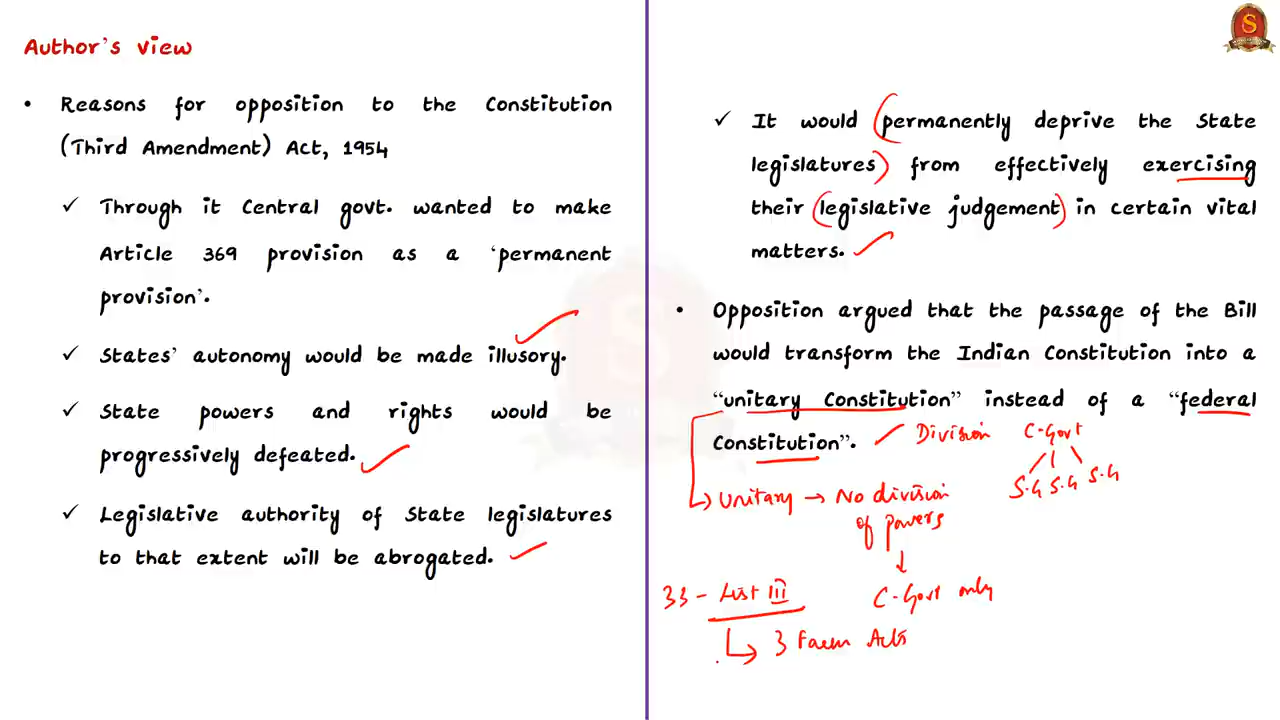 Author's view
• Reasons for opposition to the Constitution
(Third Amendment) Act, 1954
✓ Through it Central govt. wanted to make
Article 369 provision as a 'permanent
provision'.
✓ States' autonomy would be made illusory.
✓ State powers and rights would be
progressively defeated.
✓ Legislative authority of State legislatures
to that extent will be abrogated.
✓ It would (permanently deprive the State
legislatures) from effectively exercising
their (legislative judgement) in certain vital
matters.
• Opposition argued that the passage of the Bill
would transform the Indian Constitution into a
"unitary Constitution" instead of a "federal
Constitution".
Division C-Govt
S.G S.G S.G
Unitary → No division
of powers
↓
C-Govt only
33 - List III
3 Farm Acts